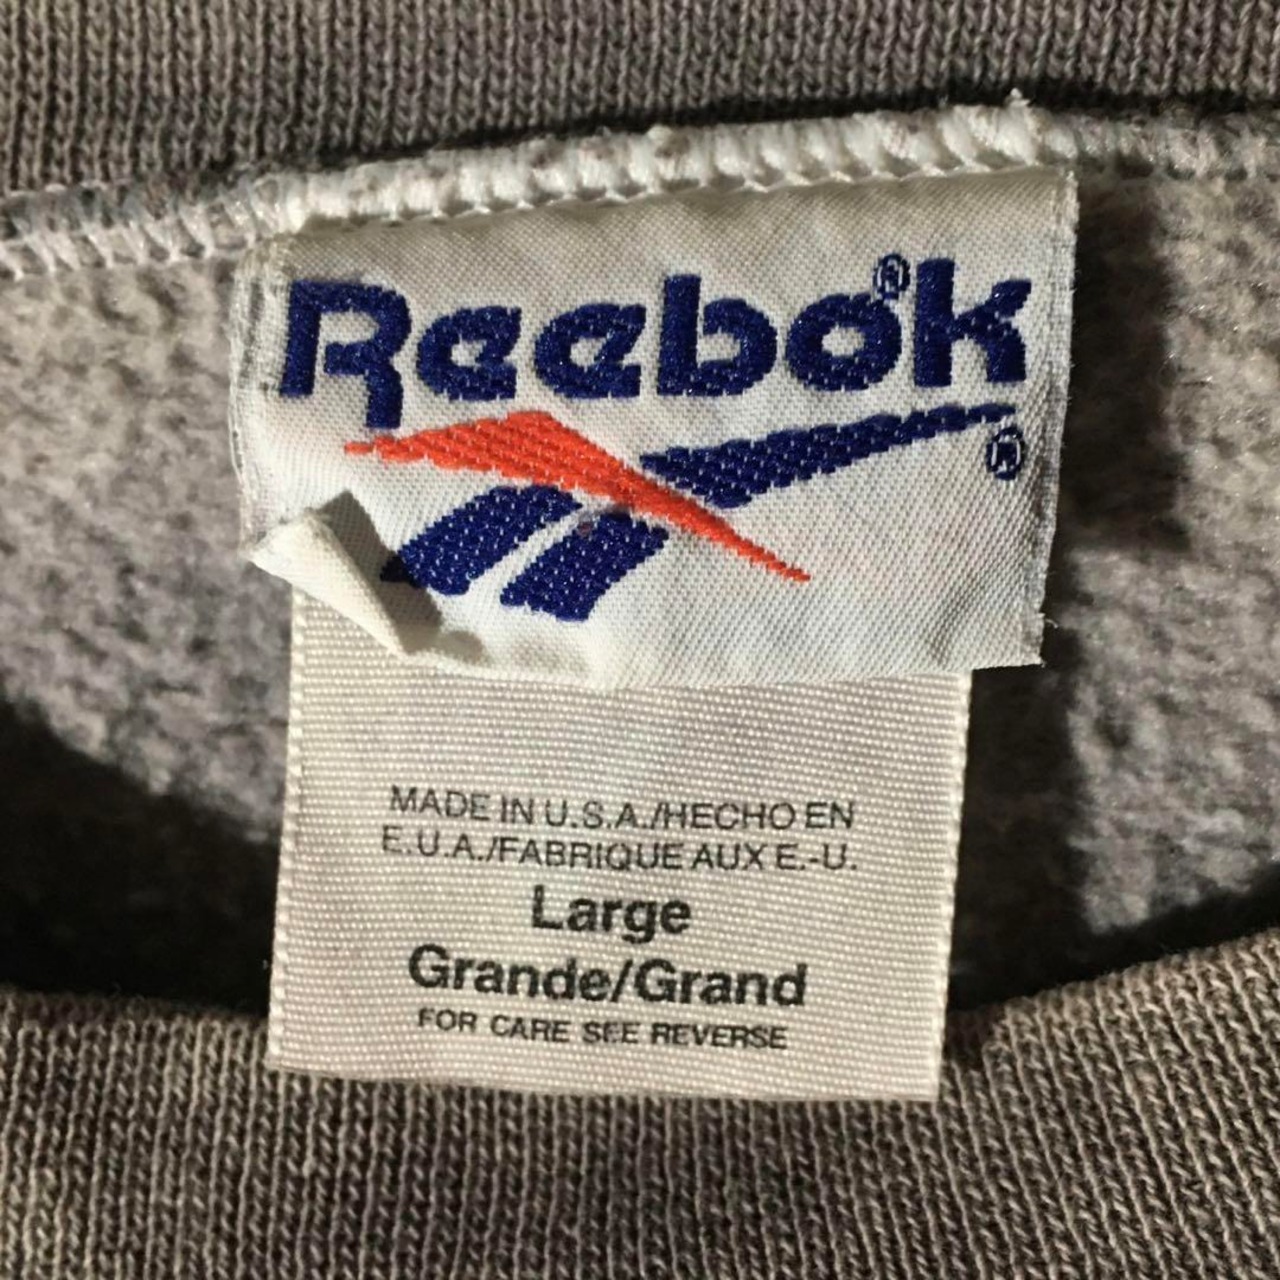 Reebok®
®
MADE IN U.S.A./HECHO EN
E.U.A./FABRIQUE AUX E.-U.
Large
Grande/Grand
FOR CARE SEE REVERSE